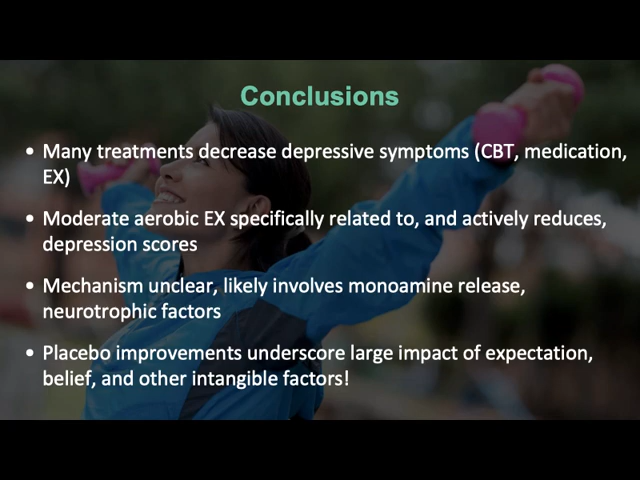 Conclusions
• Many treatments decrease depressive symptoms (CBT, medication,
EX)
• Moderate aerobic EX specifically related to, and actively reduces,
depression scores
• Mechanism unclear, likely involves monoamine release,
neurotrophic factors
• Placebo improvements underscore large impact of expectation,
belief, and other intangible factors!